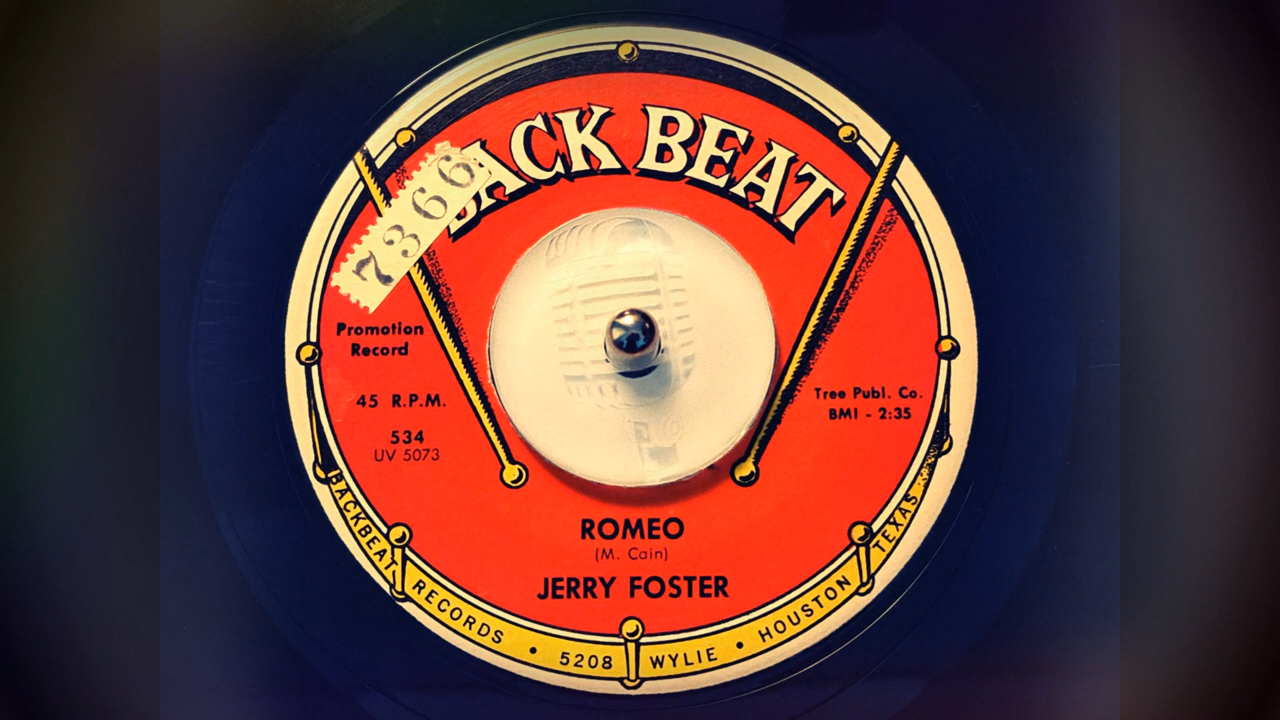 BACK BEAT
7366
Promotion
Record
45 R.P.M.
534
UV 5073
Tree Publ. Co.
BMI - 2:35
ROMEO
(M. Cain)
JERRY FOSTER
BACKBEAT RECORDS • 5208 WYLIE • HOUSTON TEXAS